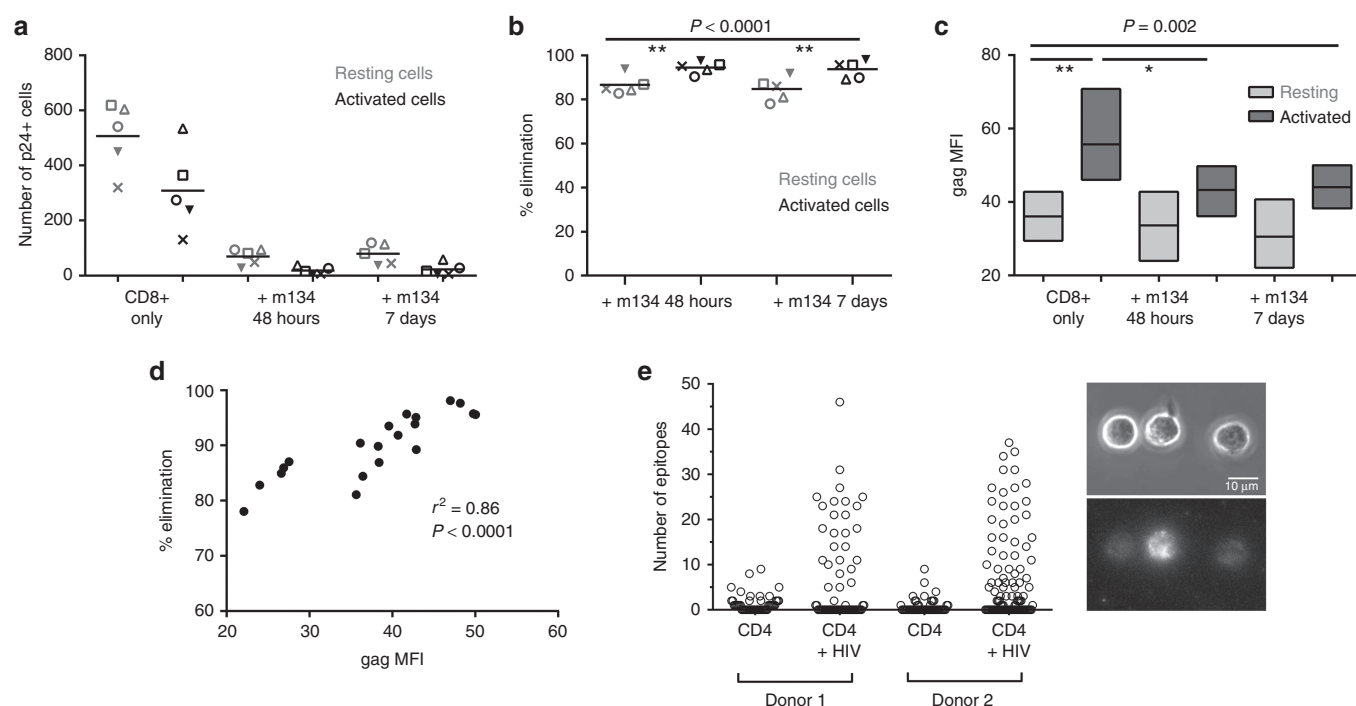 a
Number of p24+ cells
800
600
400
200
0
Resting cells
Activated cells
CD8+
only
+ m134
48 hours
+ m134
7 days
b
% elimination
100
80
60
40
20
0
P < 0.0001
**
**
Resting cells
Activated cells
+ m134 48 hours
+ m134 7 days
c
gag MFI
80
60
40
20
P = 0.002
**
*
Resting
Activated
CD8+
only
+ m134
48 hours
+ m134
7 days
d
% elimination
100
90
80
70
60
r² = 0.86
P < 0.0001
20
30
40
50
60
gag MFI
e
Number of epitopes
50
40
30
20
10
0
CD4
CD4
+ HIV
CD4
CD4
+ HIV
Donor 1
Donor 2
10 µm